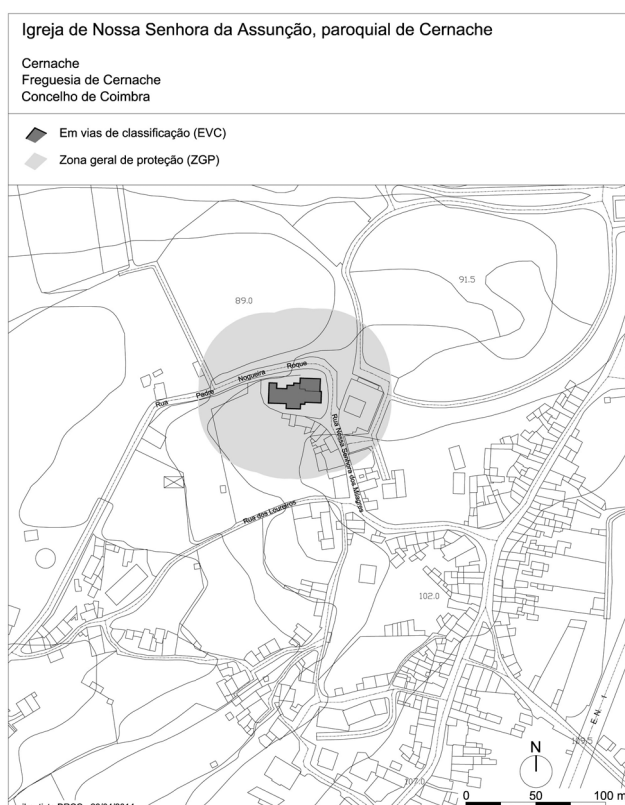 Igreja de Nossa Senhora da Assunção, paroquial de Cernache
Cernache
Freguesia de Cernache
Concelho de Coimbra
Em vias de classificação (EVC)
Zona geral de proteção (ZGP)
91.5
89.0
Rua Pedro Nogueira Roque
Rua Nossa Senhora dos Milagres
Rua dos Loureiros
102.0
EN 1
N
0 50 100 m